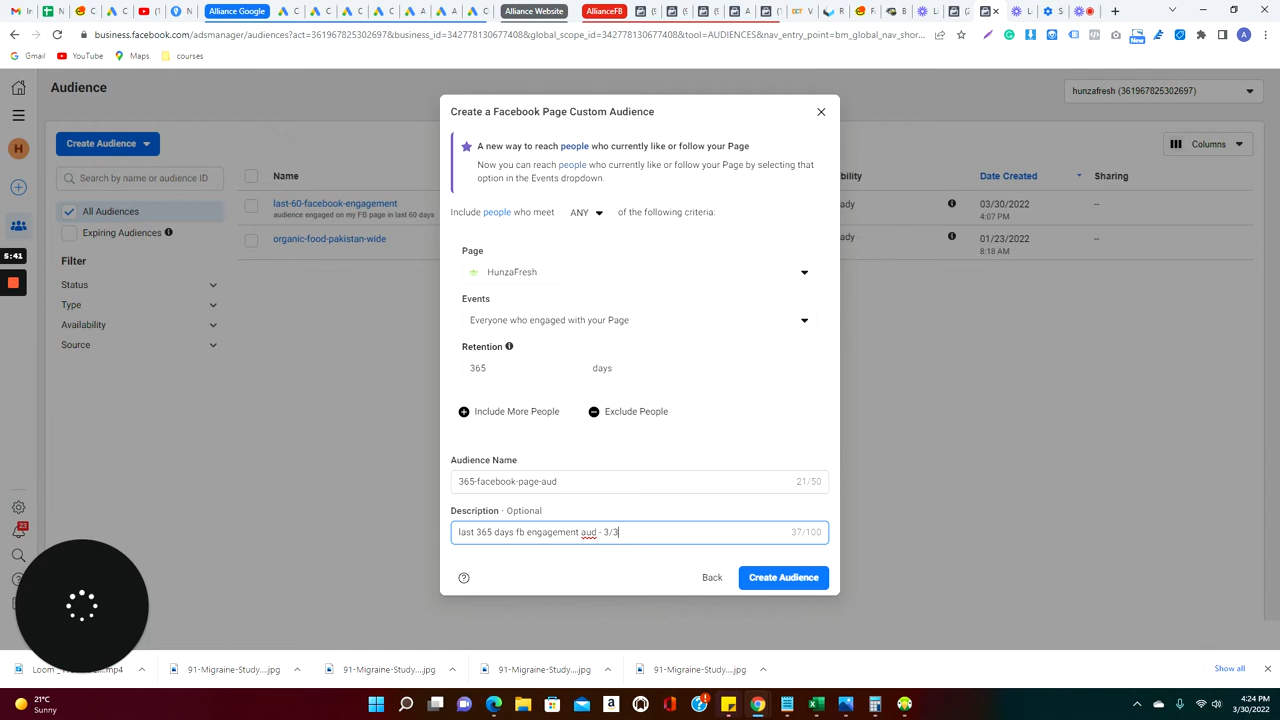 Alliance Google
Alliance Website
AllianceFB
business.facebook.com/adsmanager/audiences?act=361967825302697&business_id=342778130677408&global_scope_id=342778130677408&tool=AUDIENCES&nav_entry_point=bm_global_nav_shor...
Gmail
YouTube
Maps
courses
Audience
hunzafresh (361967825302697)
Create Audience
Search by name or audience ID
All Audiences
Expiring Audiences
Filter
Status
Type
Availability
Source
Name
last-60-facebook-engagement
audience engaged on my FB page in last 60 days
organic-food-pakistan-wide
Columns
Date Created
Sharing
03/30/2022
4:07 PM
--
01/23/2022
8:18 AM
--
Create a Facebook Page Custom Audience
A new way to reach people who currently like or follow your Page
Now you can reach people who currently like or follow your Page by selecting that
option in the Events dropdown.
Include people who meet ANY of the following criteria:
Page
HunzaFresh
Events
Everyone who engaged with your Page
Retention
365 days
Include More People
Exclude People
Audience Name
365-facebook-page-aud 21/50
Description · Optional
last 365 days fb engagement aud - 3/3 37/100
Back
Create Audience
5:41
H
23
91-Migraine-Study....jpg
91-Migraine-Study....jpg
91-Migraine-Study....jpg
91-Migraine-Study....jpg
Show all
21°C
Sunny
4:24 PM
3/30/2022